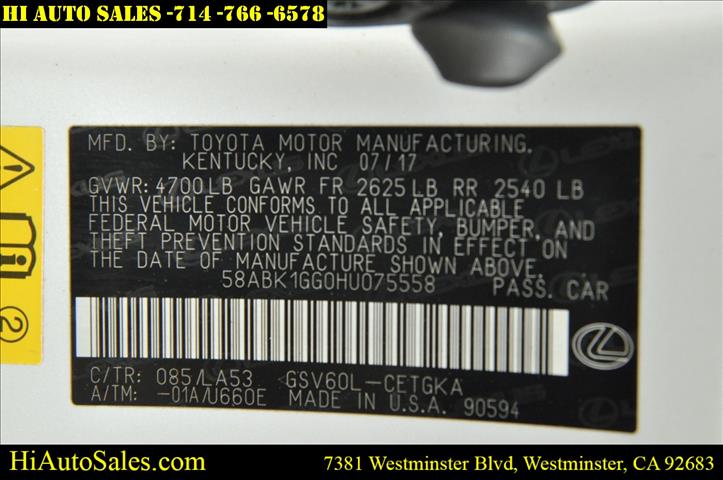 HI AUTO SALES -714 -766 -6578
MFD. BY: TOYOTA MOTOR MANUFACTURING,
KENTUCKY, INC 07/17
GVWR: 4700LB GAWR FR 2625 LB RR 2540 LB
THIS VEHICLE CONFORMS TO ALL APPLICABLE
FEDERAL MOTOR VEHICLE SAFETY, BUMPER, AND
THEFT PREVENTION STANDARDS IN EFFECT ON
THE DATE OF MANUFACTURE SHOWN ABOVE.
58ABK1GG0HU075558 PASS. CAR
2
C/TR: 085/LA53 GSV60L-CETGKA
A/TM: -01A/U660E MADE IN U.S.A. 90594
HiAutoSales.com 7381 Westminster Blvd, Westminster, CA 92683